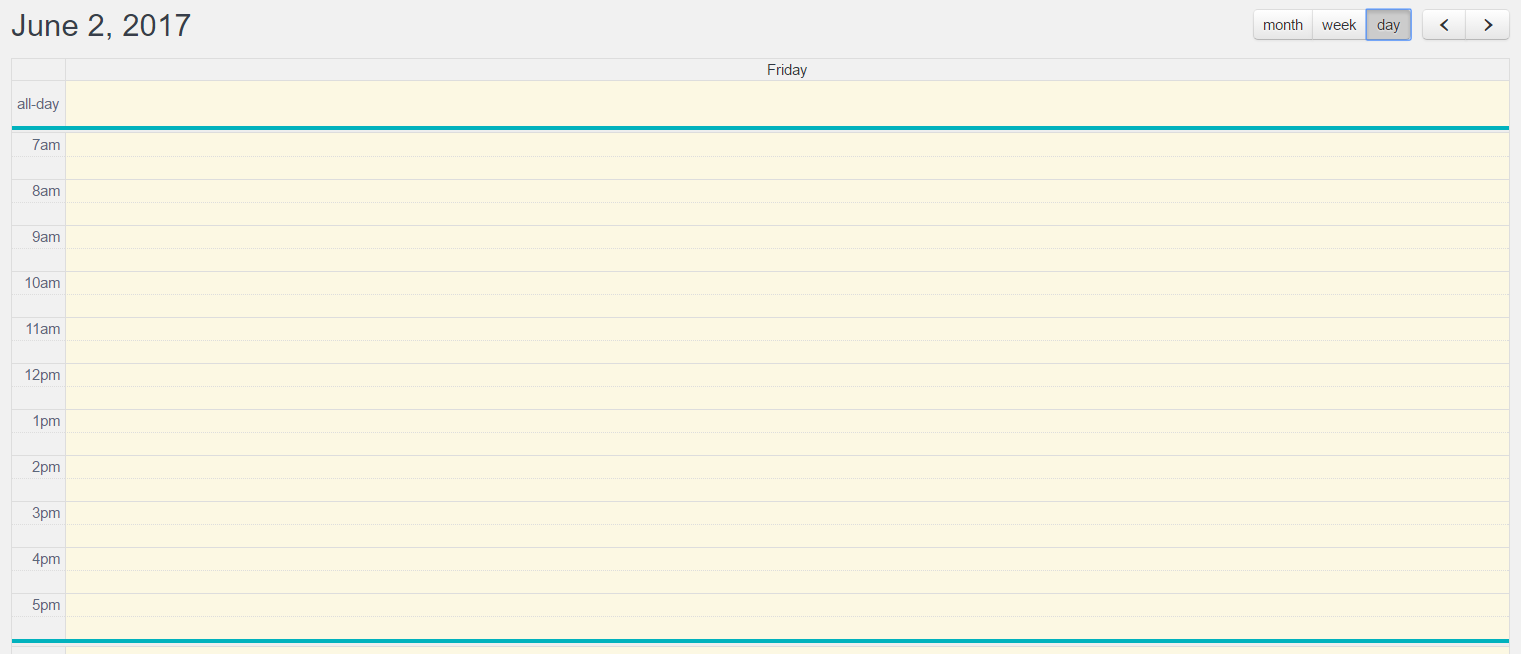 June 2, 2017
month week day
Friday
all-day
7am
8am
9am
10am
11am
12pm
1pm
2pm
3pm
4pm
5pm